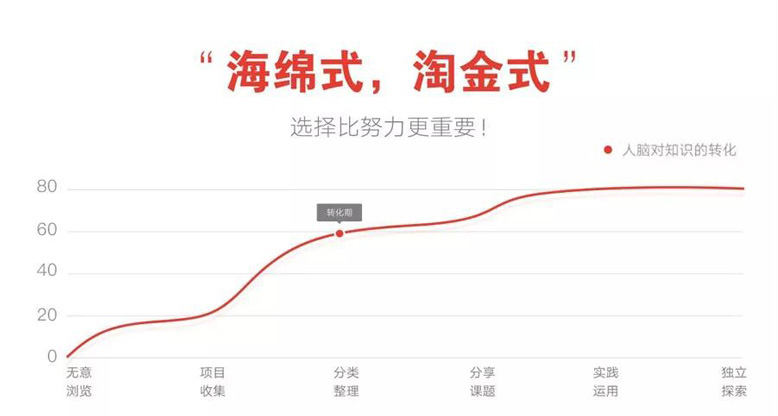 “海绵式，淘金式”
选择比努力更重要！
人脑对知识的转化
80
转化期
60
40
20
0
无意 项目 分类 分享 实践 独立
浏览 收集 整理 课题 运用 探索